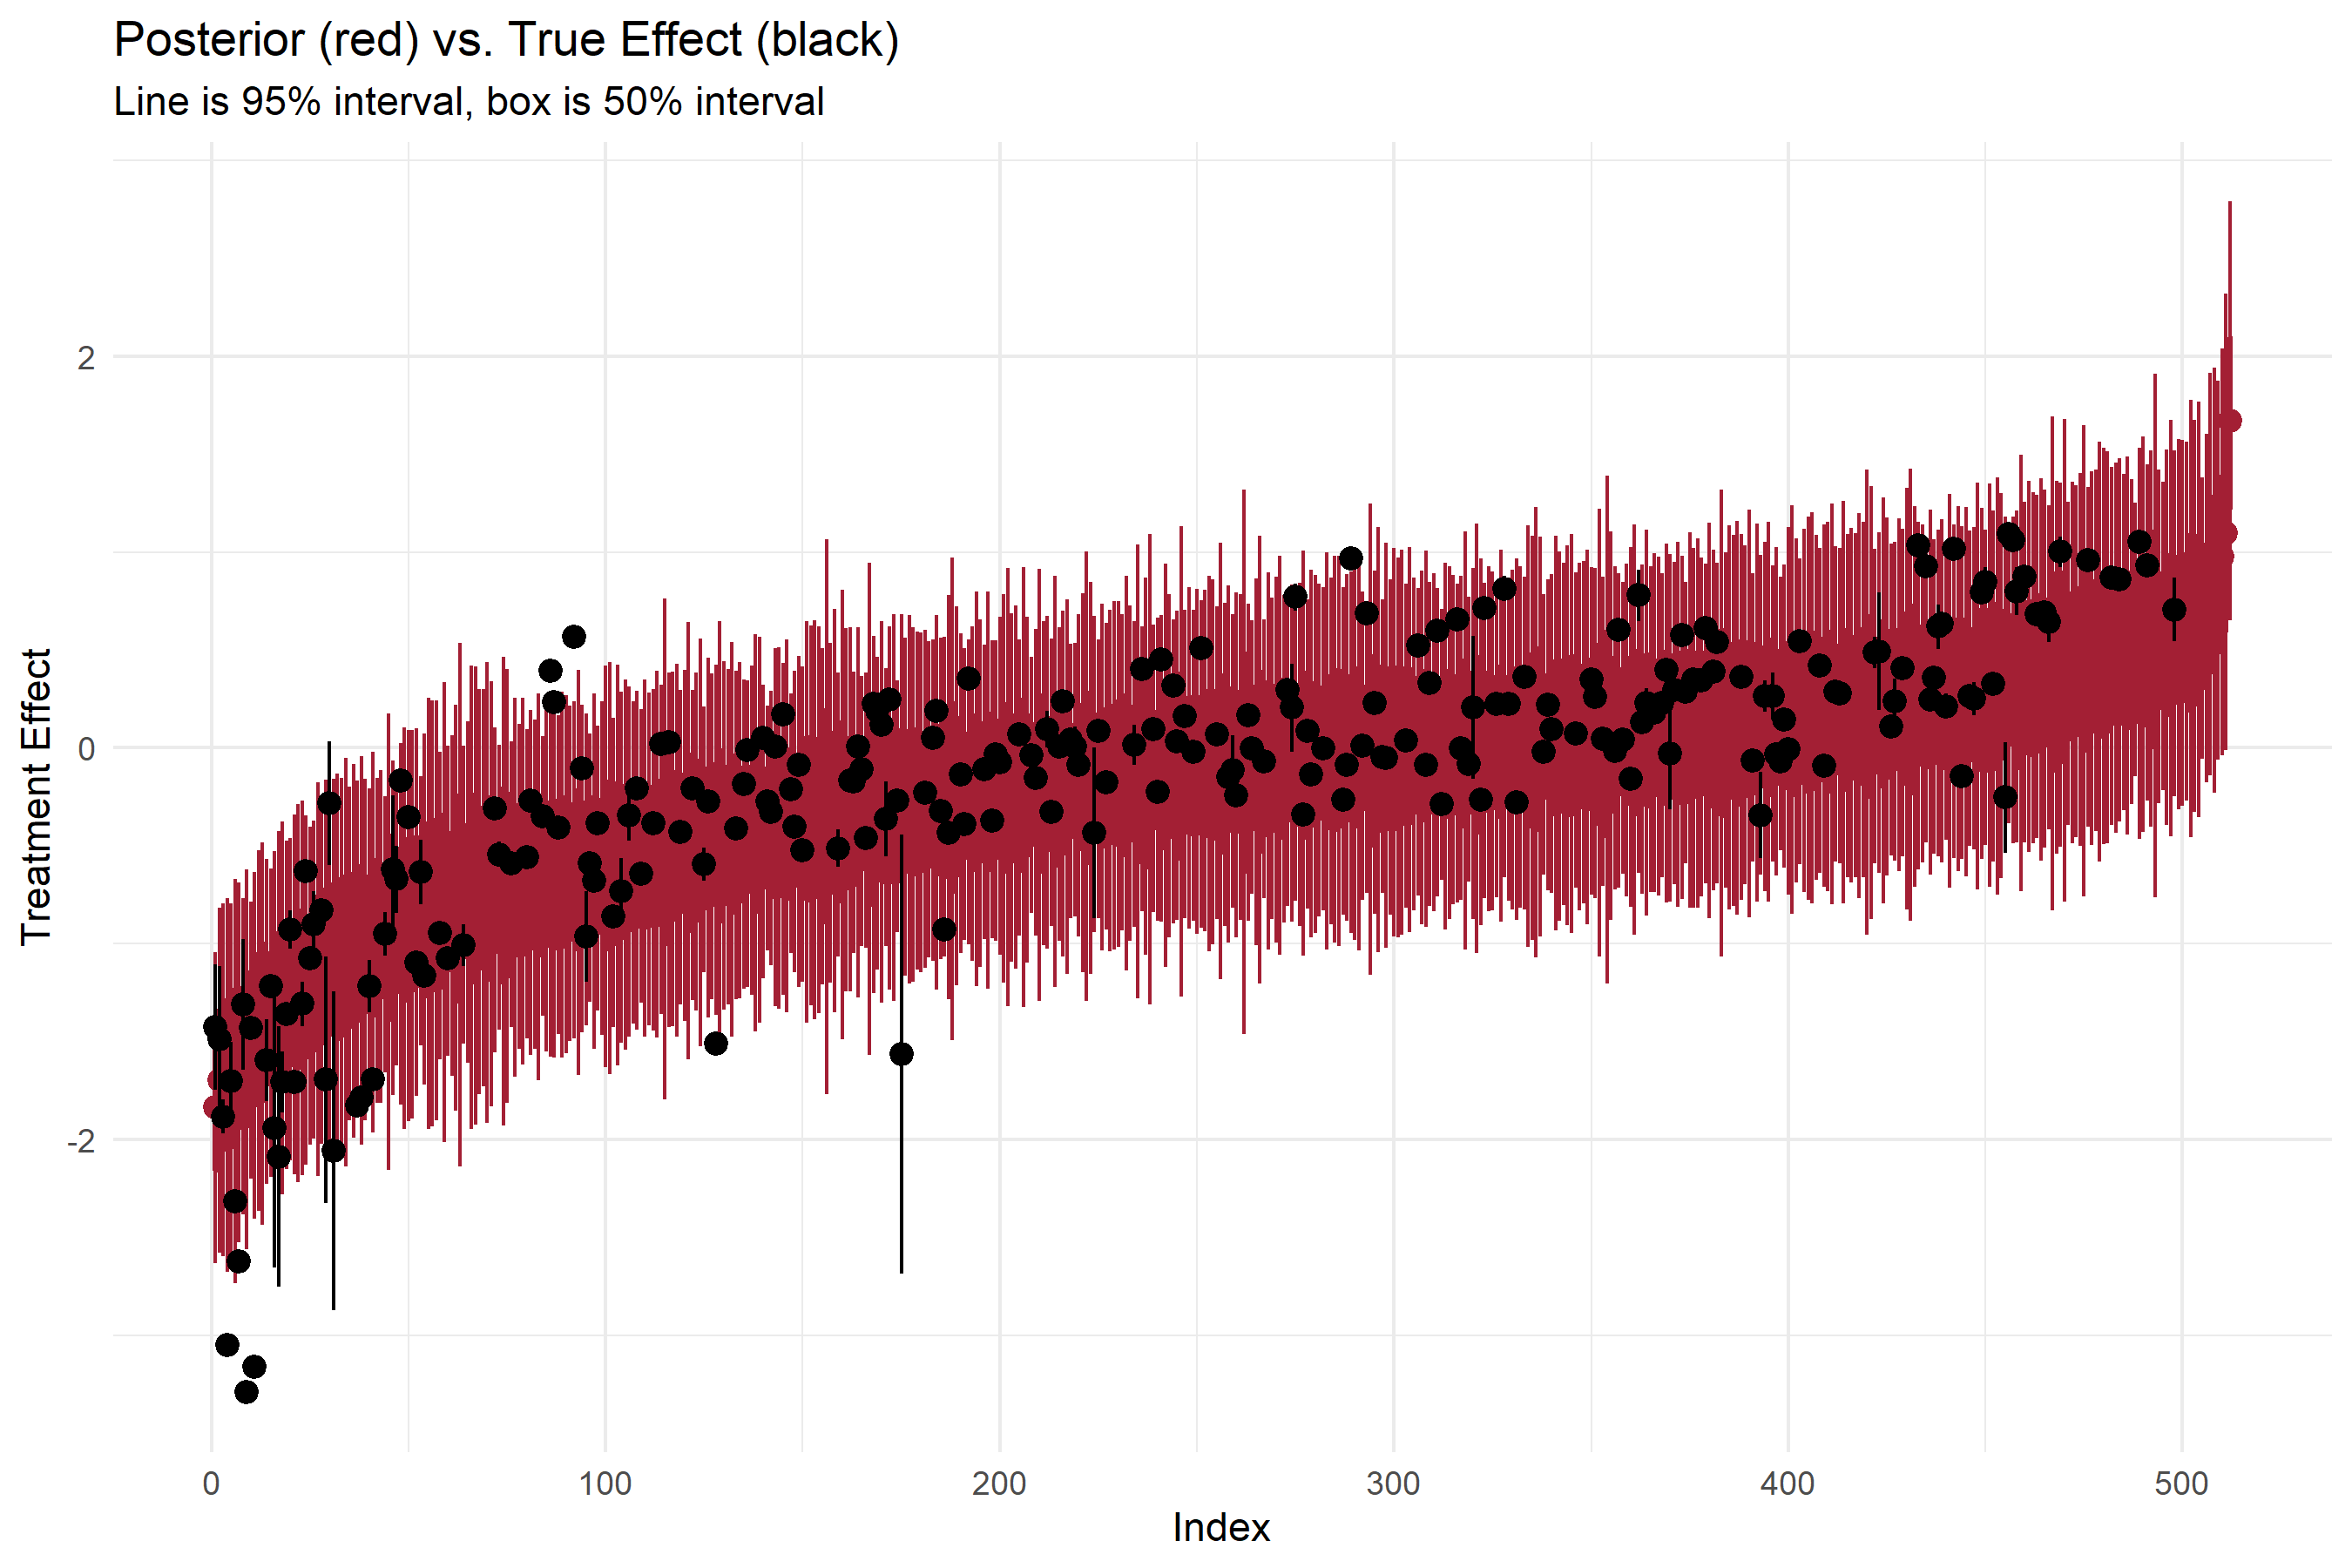 Posterior (red) vs. True Effect (black)
Line is 95% interval, box is 50% interval
Treatment Effect
2
0
-2
0
100
200
300
400
500
Index